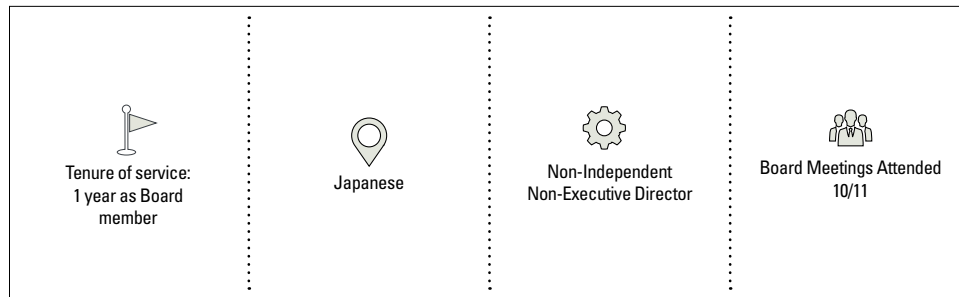 Tenure of service:
1 year as Board
member
Japanese
Non-Independent
Non-Executive Director
Board Meetings Attended
10/11